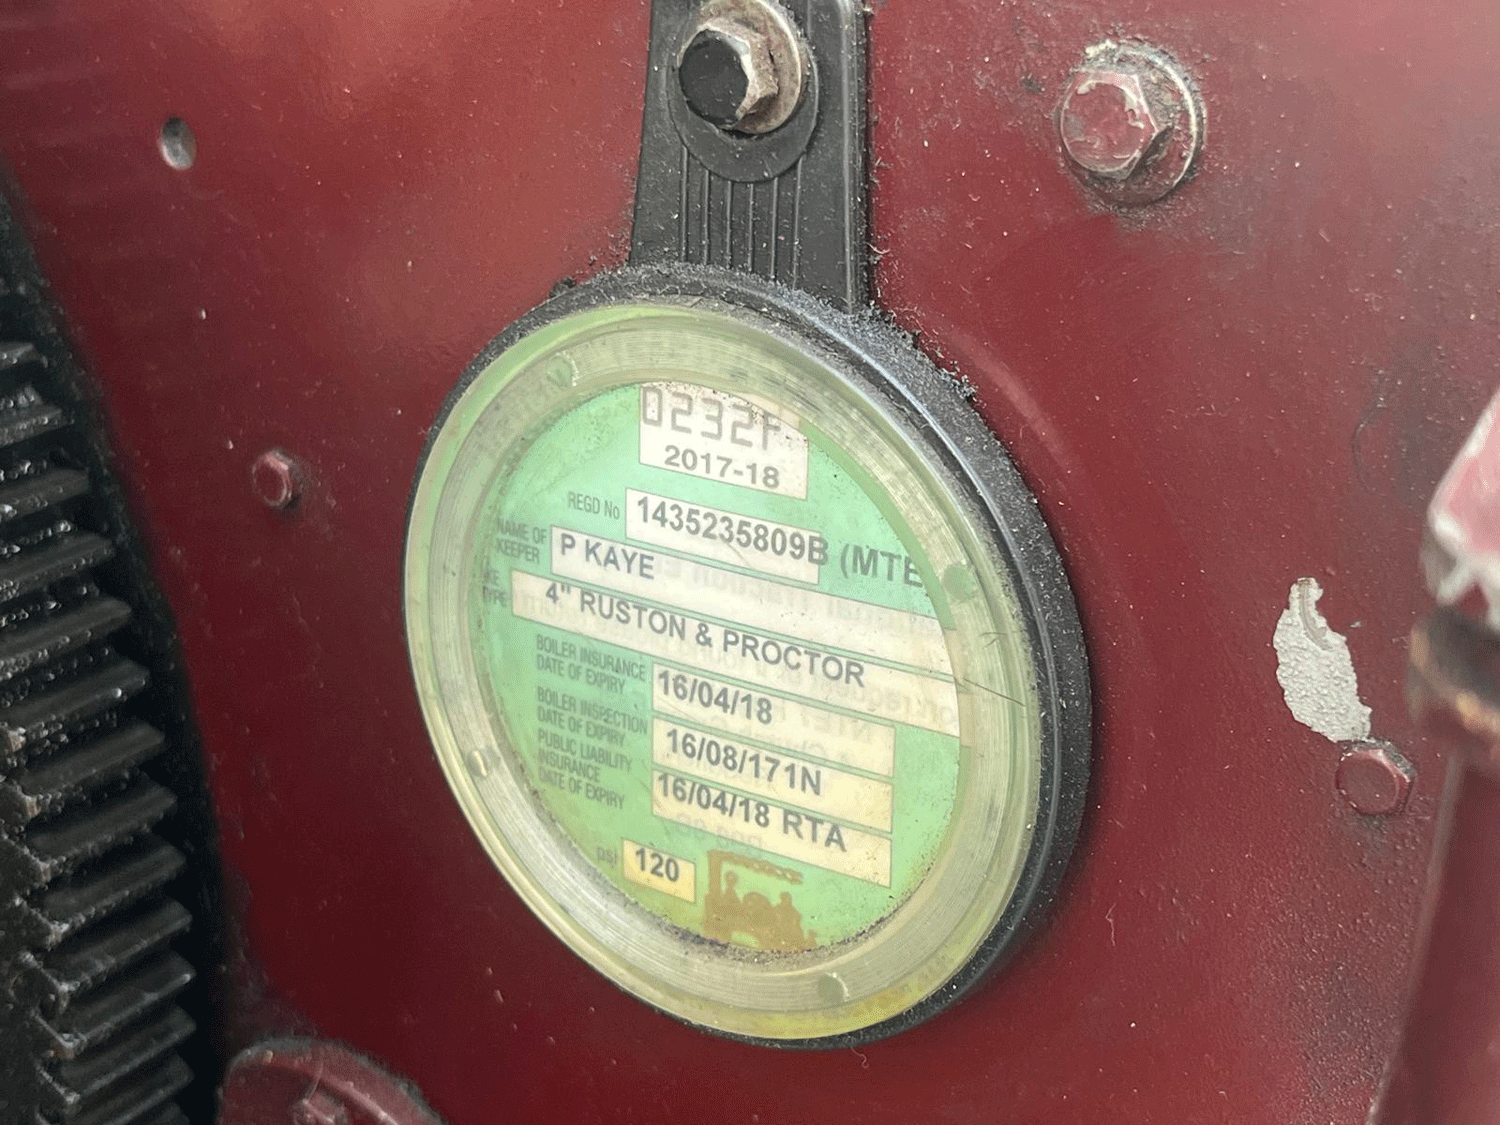 0232F
2017-18
REGD No 1435235809B (MTE
NAME OF KEEPER P KAYE
TYPE 4" RUSTON & PROCTOR
BOILER INSURANCE DATE OF EXPIRY 16/04/18
BOILER INSPECTION DATE OF EXPIRY 16/08/171N
PUBLIC LIABILITY INSURANCE DATE OF EXPIRY 16/04/18 RTA
psi 120